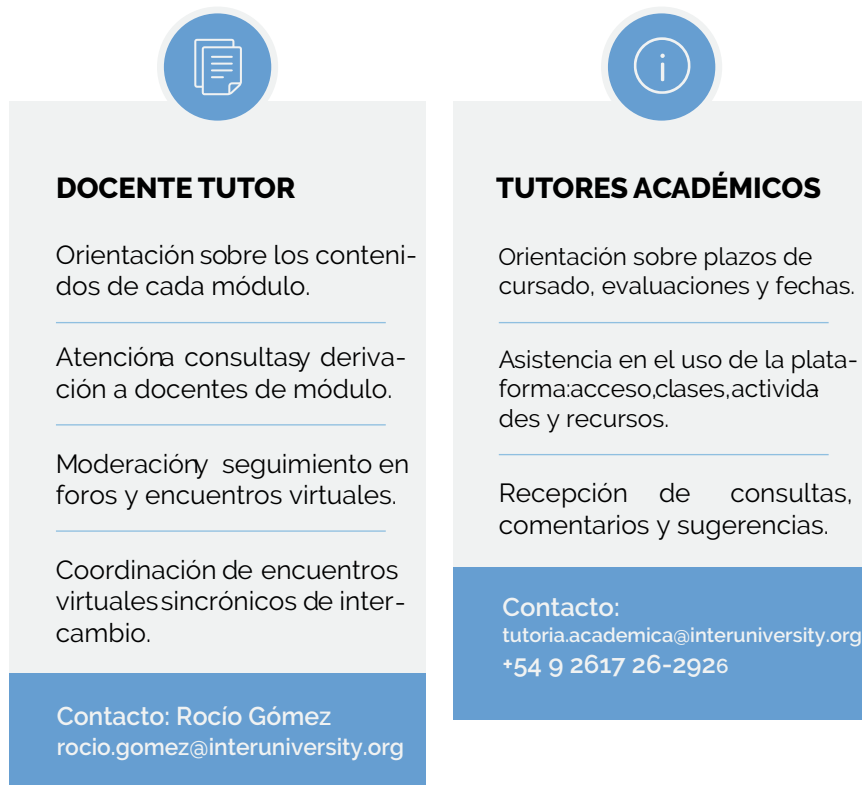 DOCENTE TUTOR
Orientación sobre los conteni-
dos de cada módulo.
Atencióna consultasy deriva-
ción a docentes de módulo.
Moderacióny seguimiento en
foros y encuentros virtuales.
Coordinación de encuentros
virtuales sincrónicos de inter-
cambio.
Contacto: Rocío Gómez
rocio.gomez@interuniversity.org
TUTORES ACADÉMICOS
Orientación sobre plazos de
cursado, evaluaciones y fechas.
Asistencia en el uso de la plata-
forma:acceso,clases,activida-
des y recursos.
Recepción de consultas,
comentarios y sugerencias.
Contacto:
tutoria.academica@interuniversity.org
+54 9 2617 26-2926